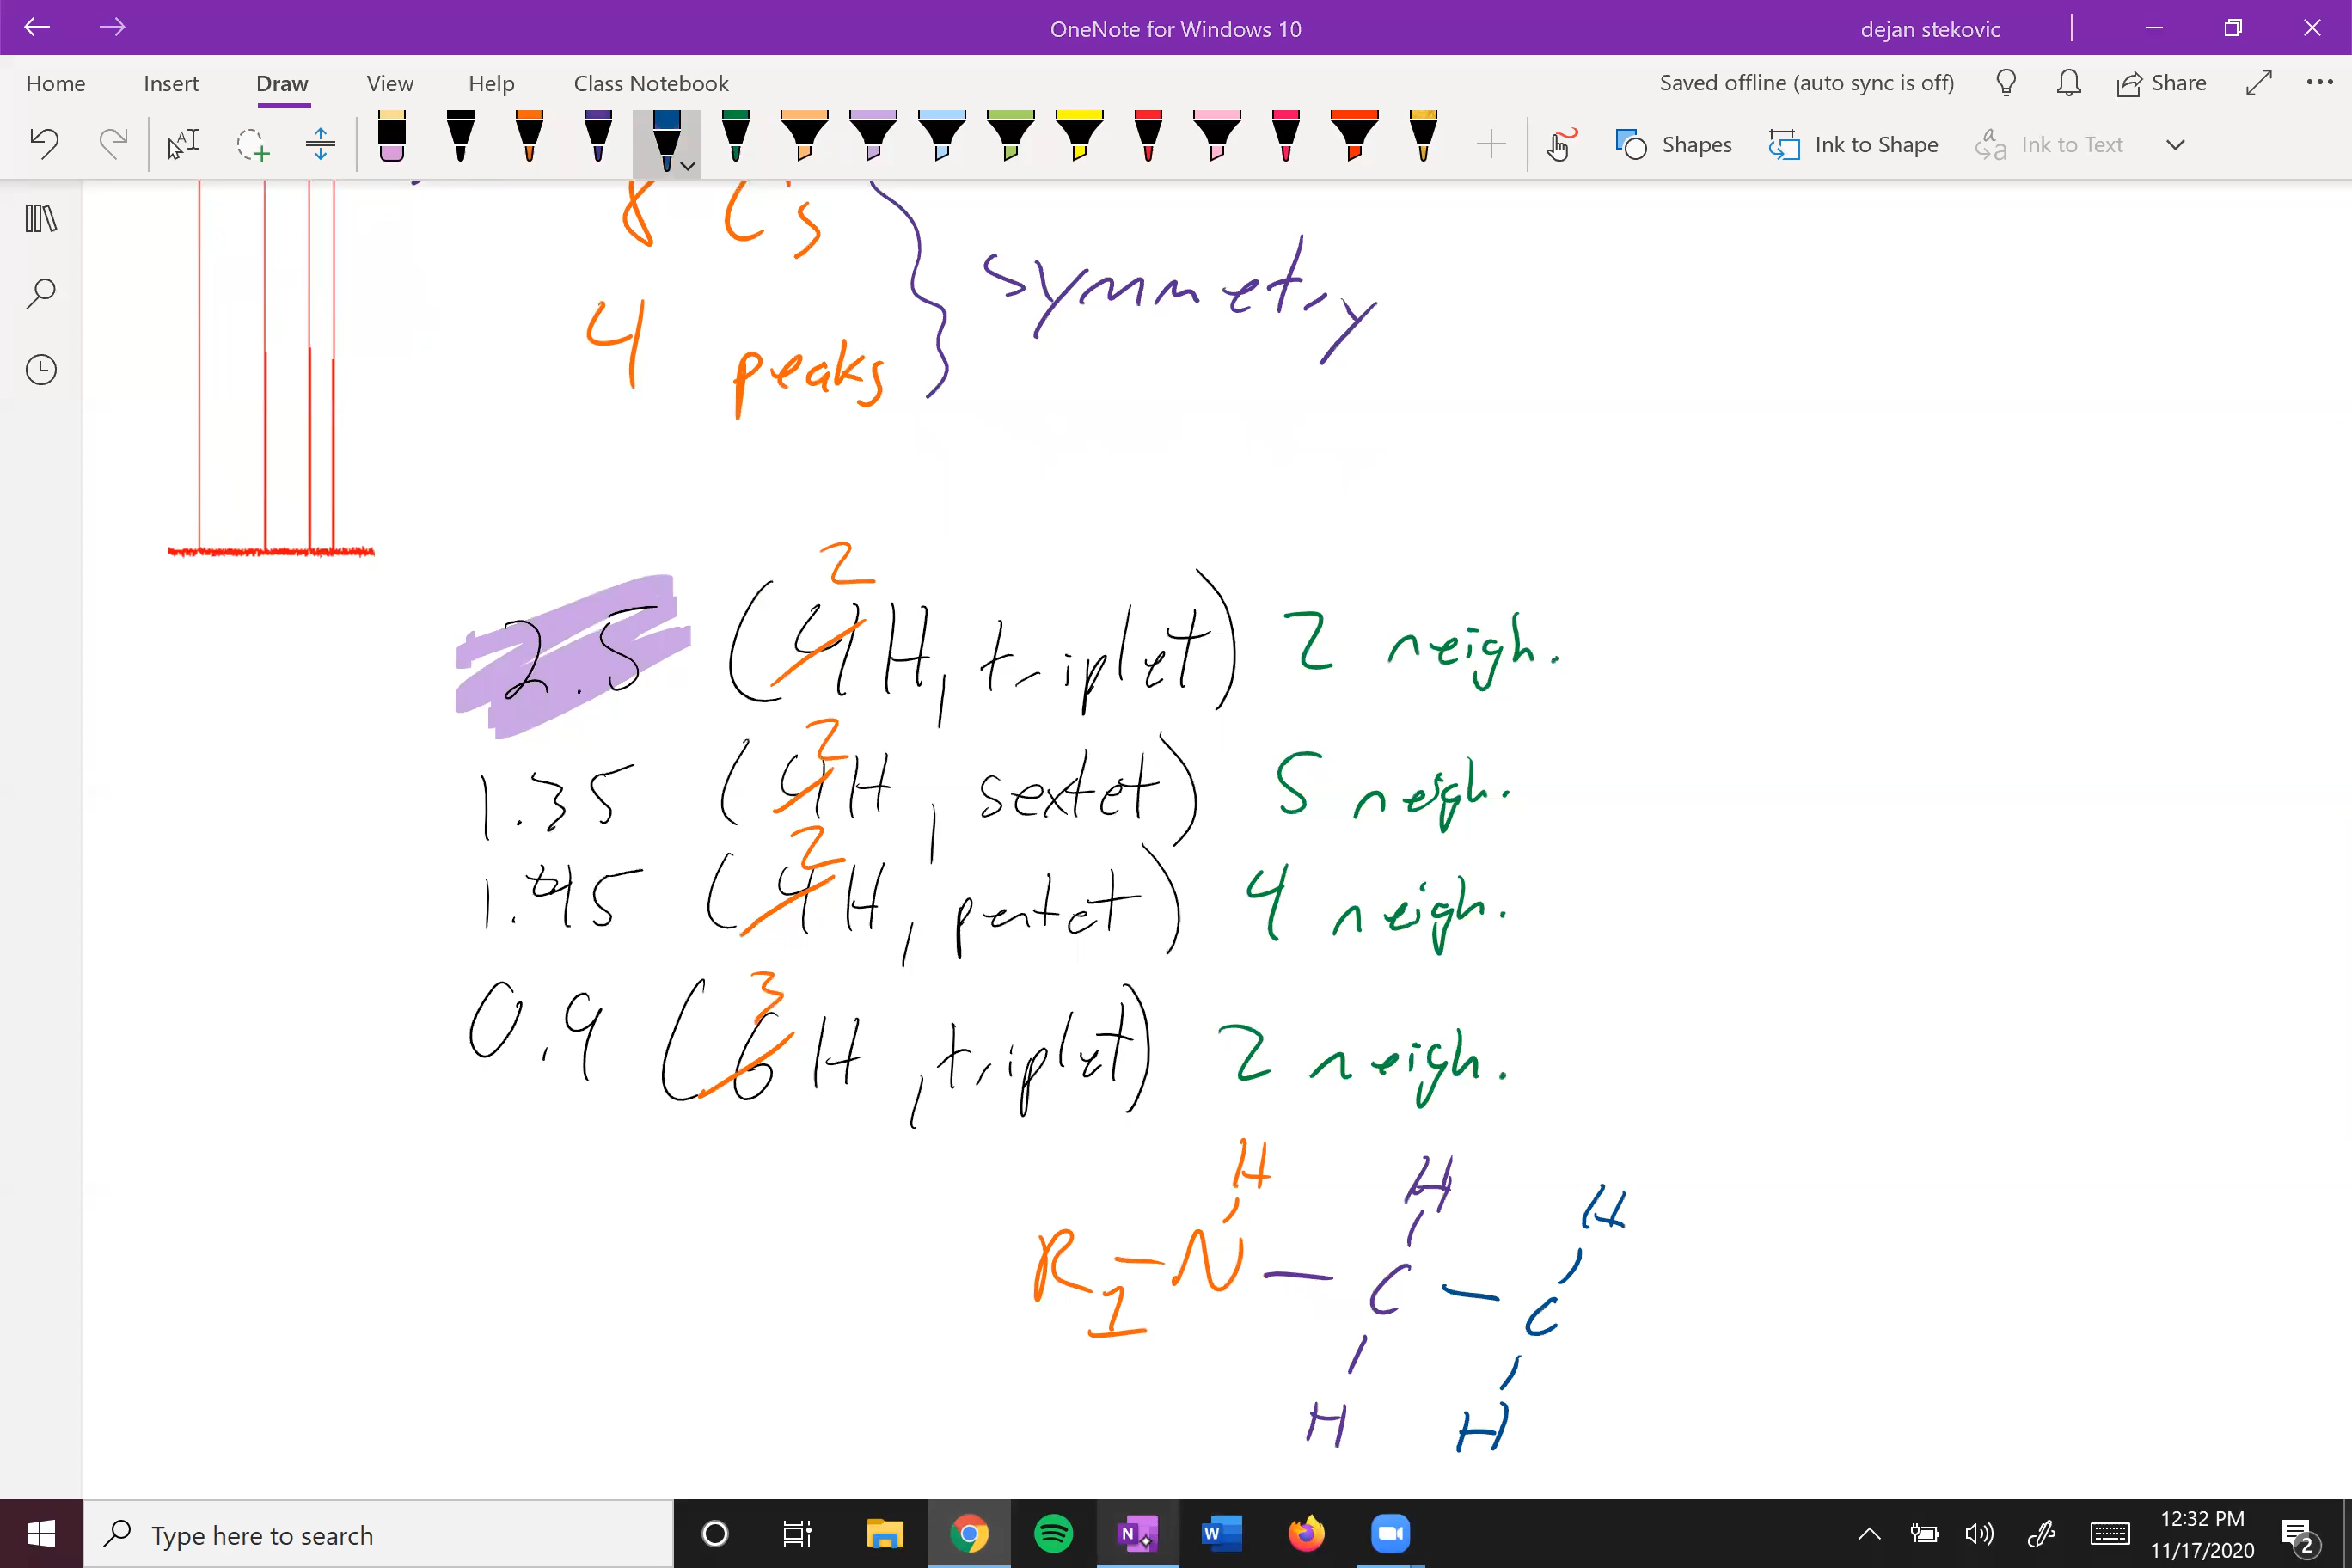 OneNote for Windows 10
dejan stekovic
Home Insert Draw View Help Class Notebook
Saved offline (auto sync is off)
Share
Shapes Ink to Shape Ink to Text
8 C's
4 peaks
symmetry
2
2.5 (4H, triplet) 2 neigh.
2
1.35 (4H, sextet) 5 neigh.
2
1.45 (4H, pentet) 4 neigh.
3
0.9 (6H, triplet) 2 neigh.
H H H
R1-N-C-C
H H
Type here to search
12:32 PM
11/17/2020
2